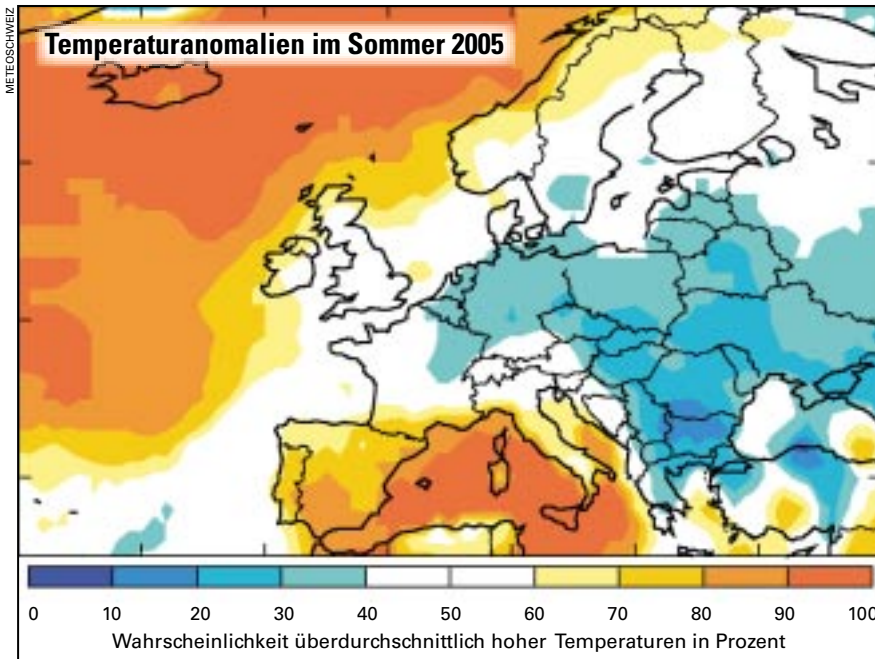 METEOSCHWEIZ
Temperaturanomalien im Sommer 2005
0 10 20 30 40 50 60 70 80 90 100
Wahrscheinlichkeit überdurchschnittlich hoher Temperaturen in Prozent